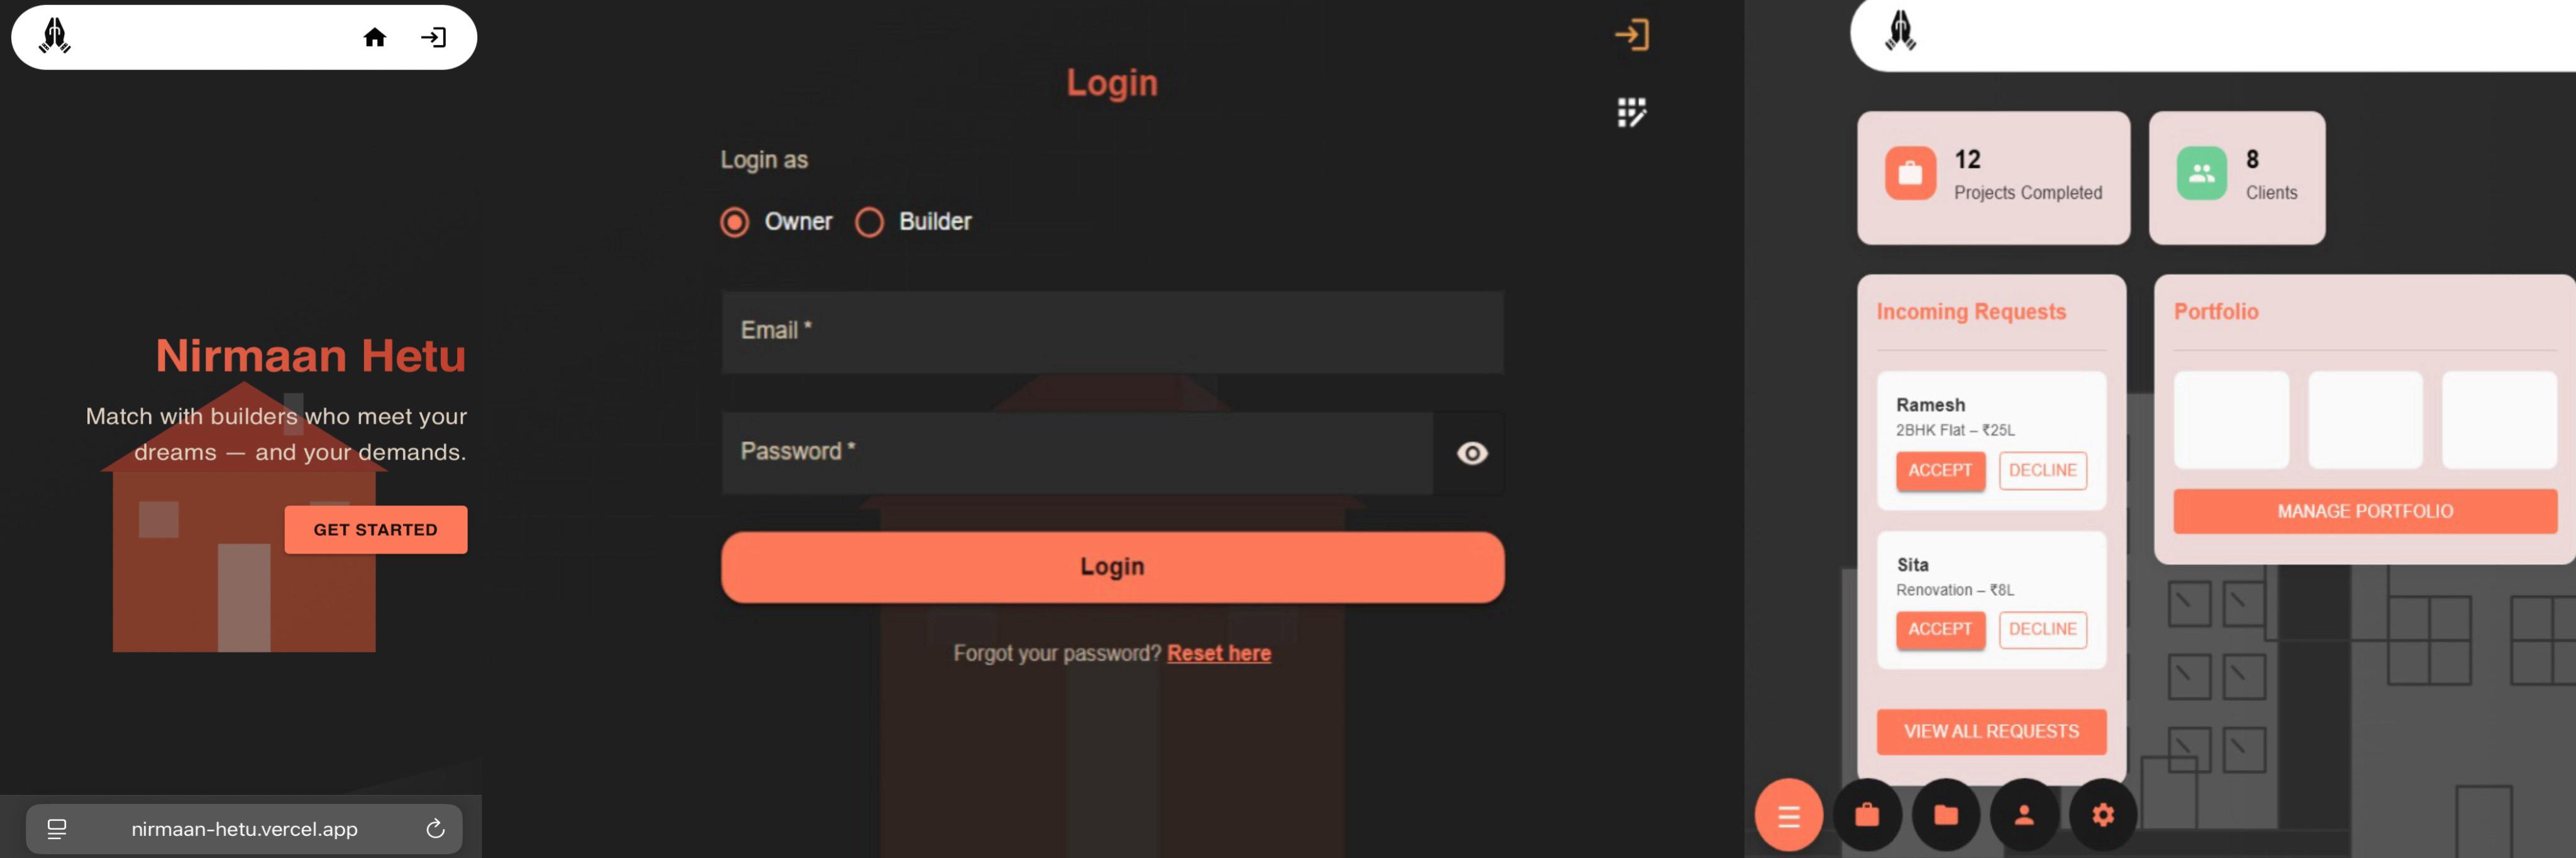 Nirmaan Hetu
Match with builders who meet your
dreams — and your demands.
GET STARTED
nirmaan-hetu.vercel.app
Login
Login as
Owner
Builder
Email *
Password *
Login
Forgot your password? Reset here
12
Projects Completed
8
Clients
Incoming Requests
Ramesh
2BHK Flat – ₹25L
ACCEPT
DECLINE
Sita
Renovation – ₹8L
ACCEPT
DECLINE
VIEW ALL REQUESTS
Portfolio
MANAGE PORTFOLIO